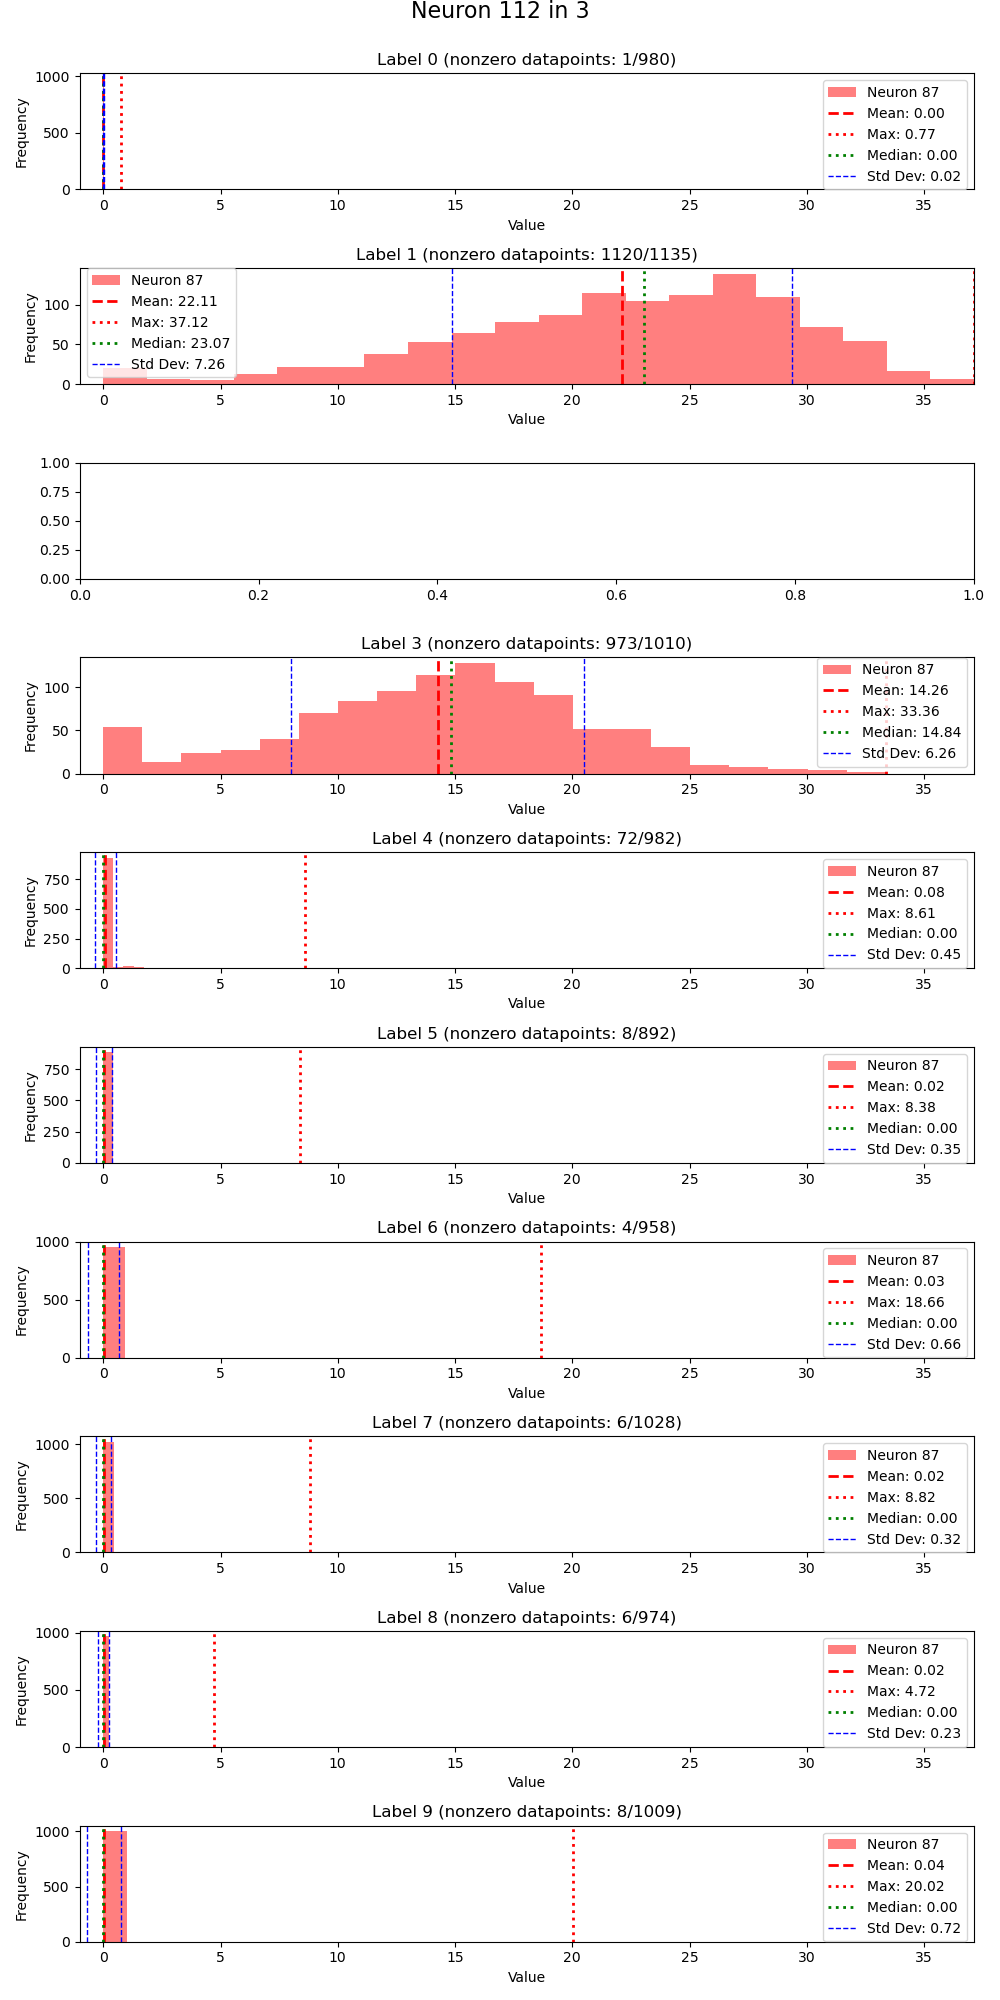 Neuron 112 in 3
Label 0 (nonzero datapoints: 1/980)
Frequency
1000
500
0
Neuron 87
Mean: 0.00
Max: 0.77
Median: 0.00
Std Dev: 0.02
0 5 10 15 20 25 30 35
Value
Label 1 (nonzero datapoints: 1120/1135)
Frequency
100
50
0
Neuron 87
Mean: 22.11
Max: 37.12
Median: 23.07
Std Dev: 7.26
0 5 10 15 20 25 30 35
Value
1.00
0.75
0.50
0.25
0.00
0.0 0.2 0.4 0.6 0.8 1.0
Label 3 (nonzero datapoints: 973/1010)
Frequency
100
50
0
Neuron 87
Mean: 14.26
Max: 33.36
Median: 14.84
Std Dev: 6.26
0 5 10 15 20 25 30 35
Value
Label 4 (nonzero datapoints: 72/982)
Frequency
750
500
250
0
Neuron 87
Mean: 0.08
Max: 8.61
Median: 0.00
Std Dev: 0.45
0 5 10 15 20 25 30 35
Value
Label 5 (nonzero datapoints: 8/892)
Frequency
750
500
250
0
Neuron 87
Mean: 0.02
Max: 8.38
Median: 0.00
Std Dev: 0.35
0 5 10 15 20 25 30 35
Value
Label 6 (nonzero datapoints: 4/958)
Frequency
1000
500
0
Neuron 87
Mean: 0.03
Max: 18.66
Median: 0.00
Std Dev: 0.66
0 5 10 15 20 25 30 35
Value
Label 7 (nonzero datapoints: 6/1028)
Frequency
1000
500
0
Neuron 87
Mean: 0.02
Max: 8.82
Median: 0.00
Std Dev: 0.32
0 5 10 15 20 25 30 35
Value
Label 8 (nonzero datapoints: 6/974)
Frequency
1000
500
0
Neuron 87
Mean: 0.02
Max: 4.72
Median: 0.00
Std Dev: 0.23
0 5 10 15 20 25 30 35
Value
Label 9 (nonzero datapoints: 8/1009)
Frequency
1000
500
0
Neuron 87
Mean: 0.04
Max: 20.02
Median: 0.00
Std Dev: 0.72
0 5 10 15 20 25 30 35
Value